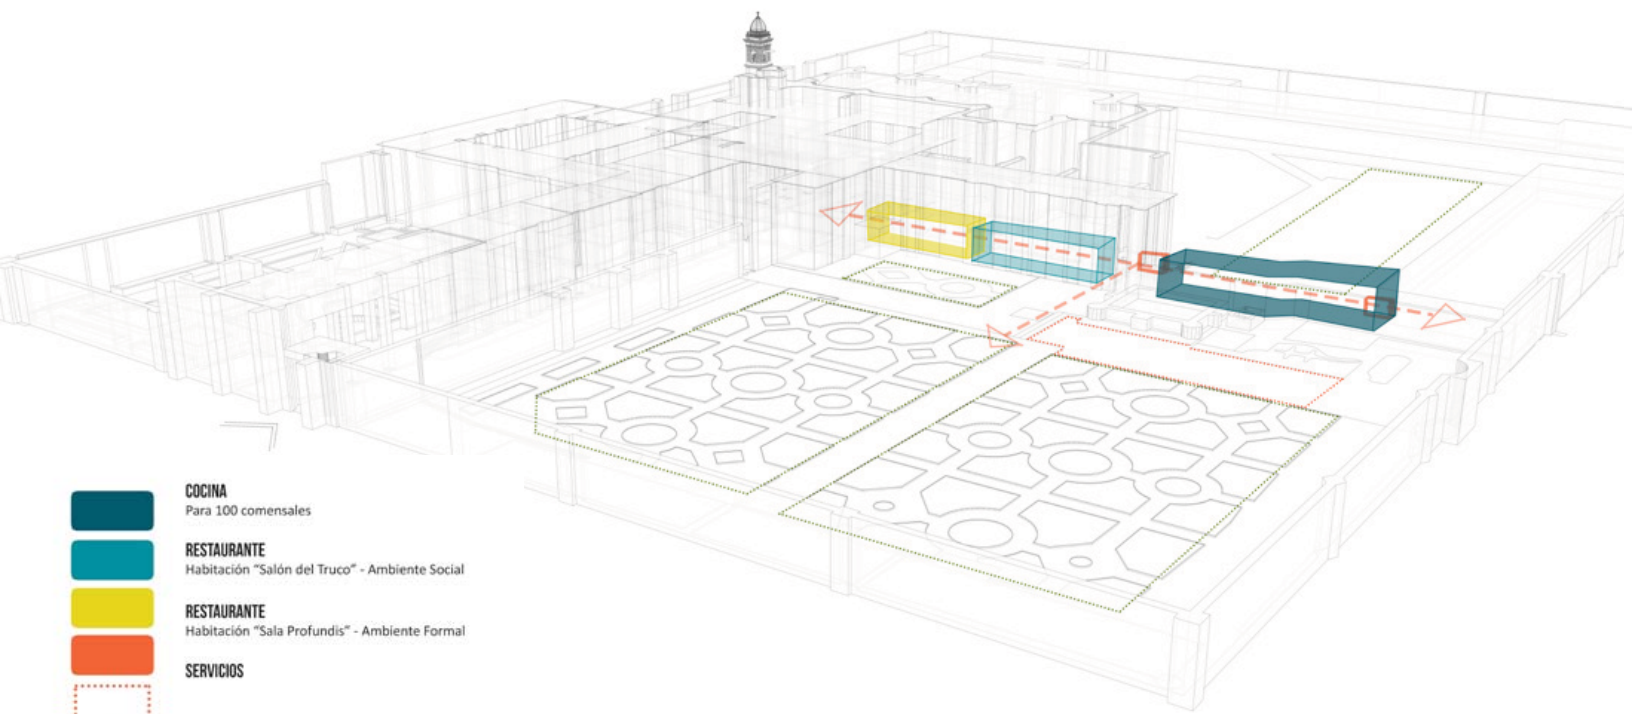 COCINA
Para 100 comensales
RESTAURANTE
Habitación "Salón del Truco" - Ambiente Social
RESTAURANTE
Habitación "Sala Profundis" - Ambiente Formal
SERVICIOS